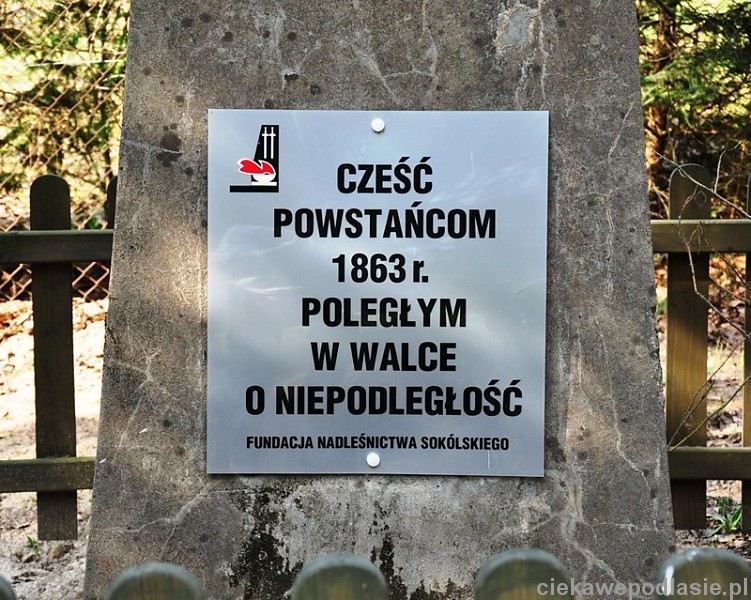 CZEŚĆ
POWSTAŃCOM
1863 r.
POLEGŁYM
W WALCE
O NIEPODLEGŁOŚĆ
FUNDACJA NADLEŚNICTWA SOKÓLSKIEGO
ciekawepodlasie.pl